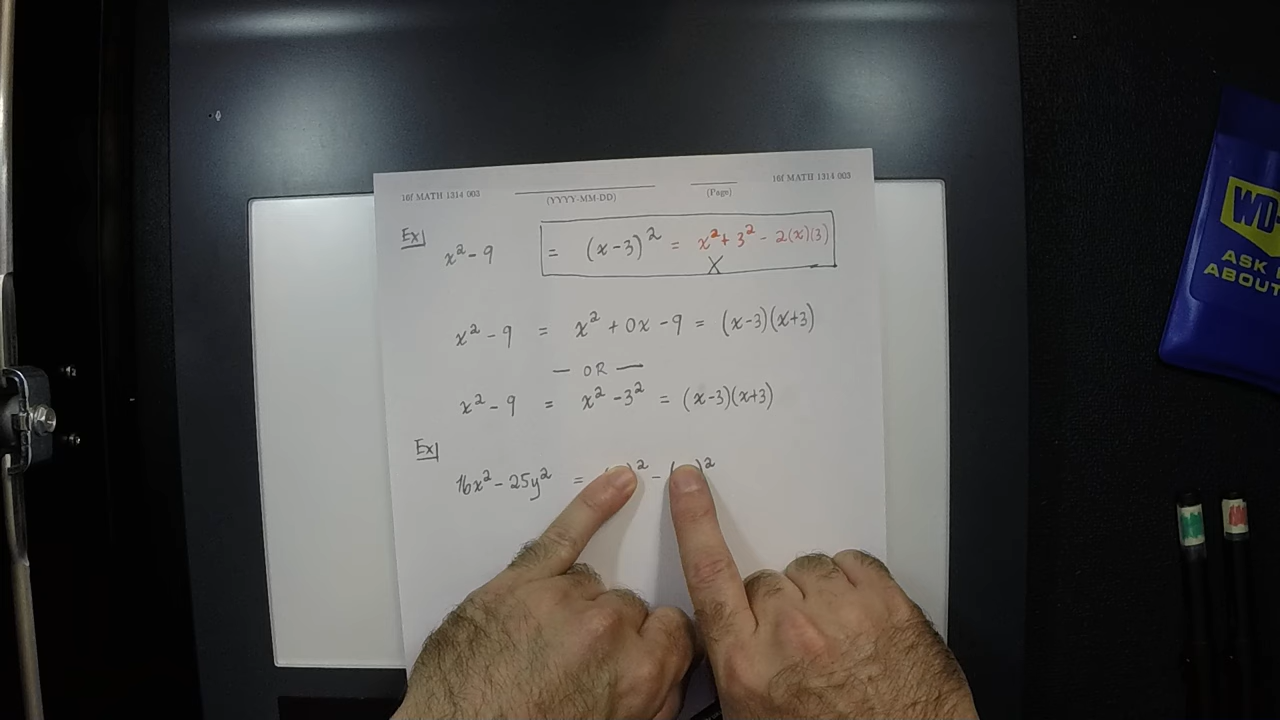 16f MATH 1314 003 (YYYY-MM-DD) (Page) 16f MATH 1314 003
Ex
x² - 9 = (x-3)² = x² + 3² - 2(x)(3)
X
x² - 9 = x² + 0x - 9 = (x-3)(x+3)
— OR —
x² - 9 = x² - 3² = (x-3)(x+3)
Ex
16x² - 25y² = ( )² - ( )²
WD-
ASK
ABOUT